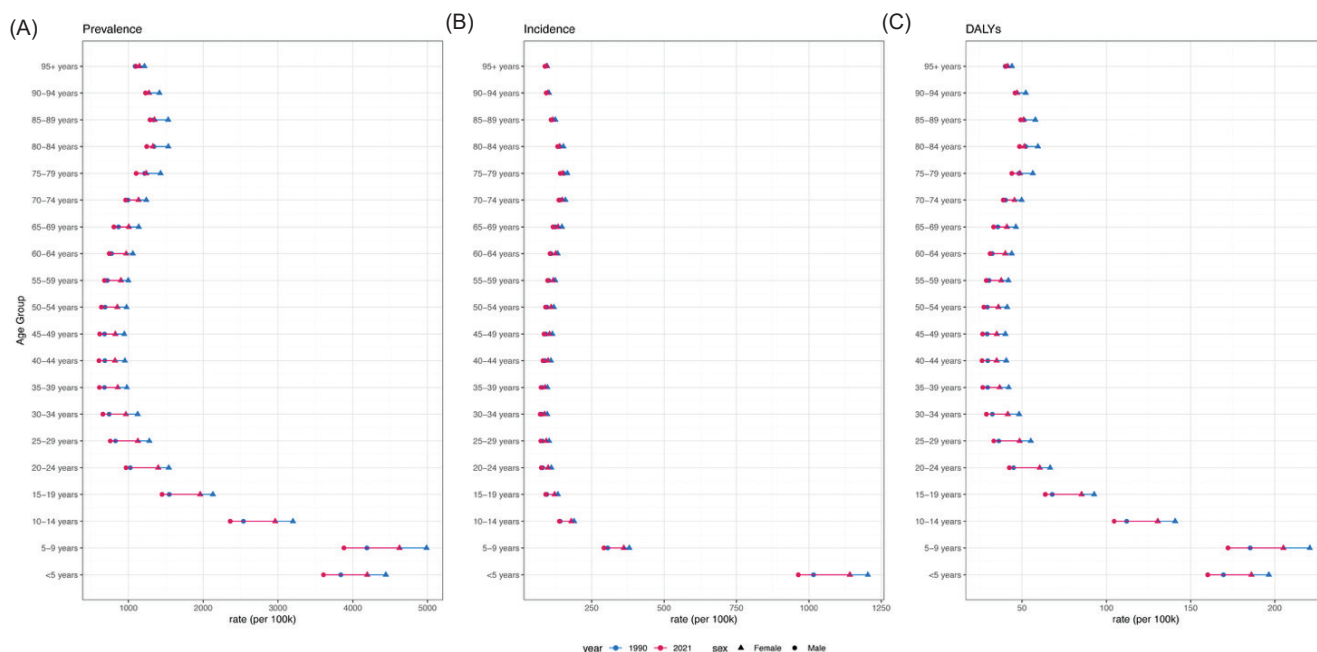 (A)
Prevalence
95+ years
90−94 years
85−89 years
80−84 years
75−79 years
70−74 years
65−69 years
60−64 years
55−59 years
50−54 years
45−49 years
40−44 years
35−39 years
30−34 years
25−29 years
20−24 years
15−19 years
10−14 years
5−9 years
<5 years
Age Group
1000 2000 3000 4000 5000
rate (per 100k)
(B)
Incidence
95+ years
90−94 years
85−89 years
80−84 years
75−79 years
70−74 years
65−69 years
60−64 years
55−59 years
50−54 years
45−49 years
40−44 years
35−39 years
30−34 years
25−29 years
20−24 years
15−19 years
10−14 years
5−9 years
<5 years
250 500 750 1000 1250
rate (per 100k)
(C)
DALYs
95+ years
90−94 years
85−89 years
80−84 years
75−79 years
70−74 years
65−69 years
60−64 years
55−59 years
50−54 years
45−49 years
40−44 years
35−39 years
30−34 years
25−29 years
20−24 years
15−19 years
10−14 years
5−9 years
<5 years
50 100 150 200
rate (per 100k)
year 1990 2021 sex Female Male